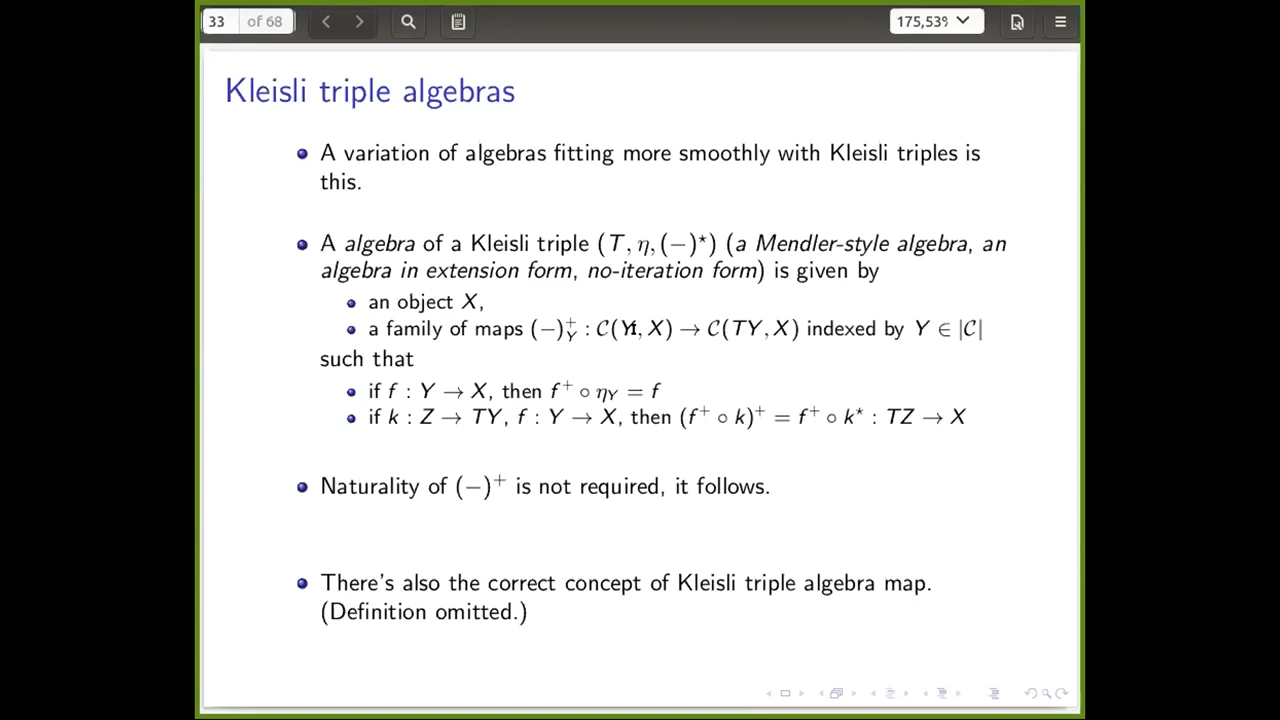 33 of 68
175,53%
Kleisli triple algebras
A variation of algebras fitting more smoothly with Kleisli triples is
this.
A algebra of a Kleisli triple (T, η, (−)⋆) (a Mendler-style algebra, an
algebra in extension form, no-iteration form) is given by
an object X,
a family of maps (−)⁺_Y : 𝒞(Y, X) → 𝒞(TY, X) indexed by Y ∈ |𝒞|
such that
if f : Y → X, then f⁺ ∘ η_Y = f
if k : Z → TY, f : Y → X, then (f⁺ ∘ k)⁺ = f⁺ ∘ k⋆ : TZ → X
Naturality of (−)⁺ is not required, it follows.
There's also the correct concept of Kleisli triple algebra map.
(Definition omitted.)